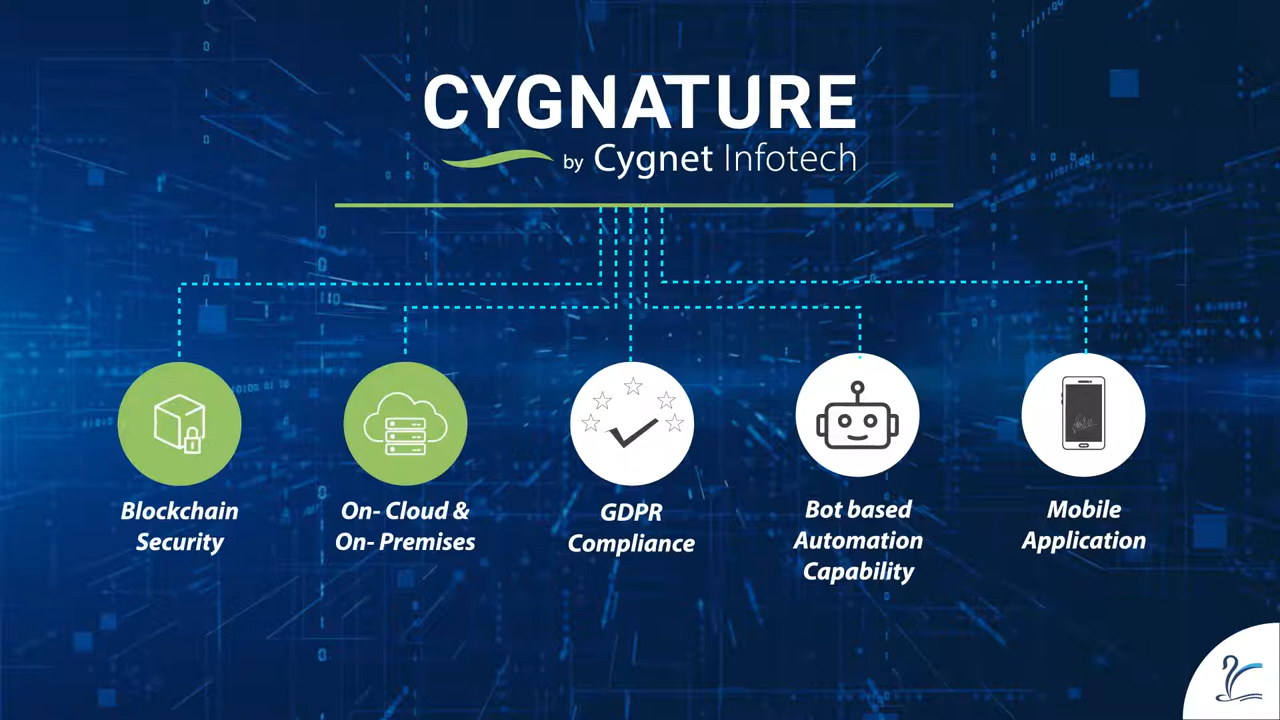 CYGNATURE
by Cygnet Infotech
Blockchain
Security
On- Cloud &
On- Premises
GDPR
Compliance
Bot based
Automation
Capability
Mobile
Application